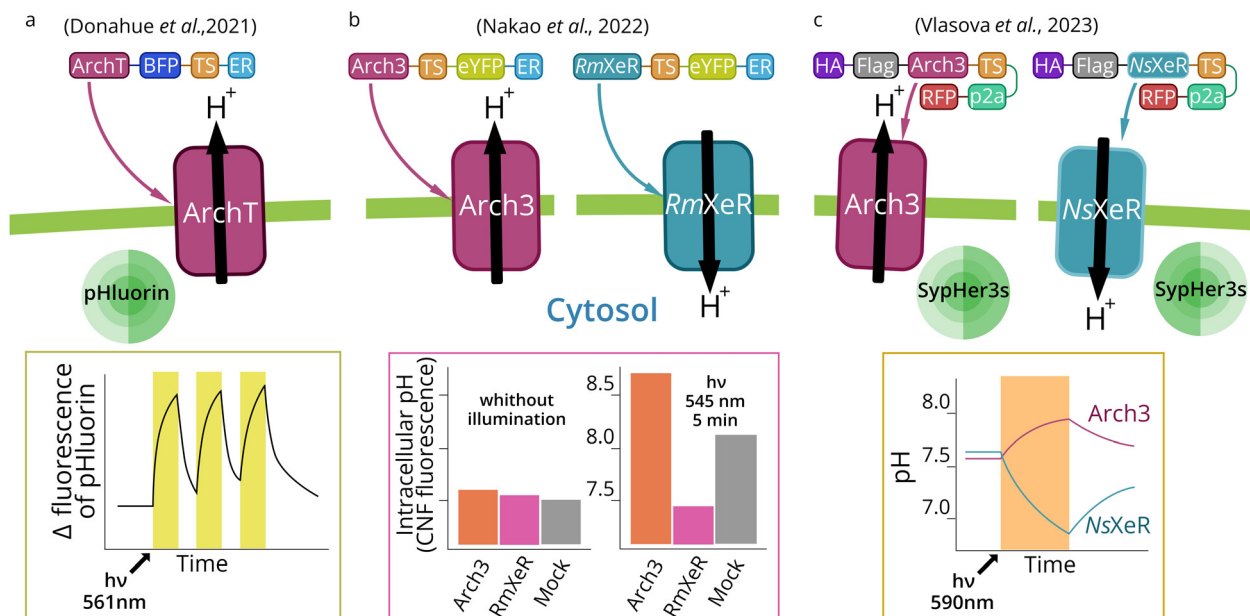 a
(Donahue et al.,2021)
ArchT BFP TS ER
H+
ArchT
pHluorin
Δ fluorescence
of pHluorin
Time
hν
561nm
b
(Nakao et al., 2022)
Arch3 TS eYFP ER
RmXeR TS eYFP ER
H+
Arch3
RmXeR
H+
Cytosol
Intracellular pH
(CNF fluorescence)
whithout
illumination
8.5
8.0
7.5
hν
545 nm
5 min
Arch3
RmXeR
Mock
Arch3
RmXeR
Mock
c
(Vlasova et al., 2023)
HA Flag Arch3 TS
RFP p2a
HA Flag NsXeR TS
RFP p2a
H+
Arch3
NsXeR
H+
SypHer3s
SypHer3s
pH
8.0
7.5
7.0
Arch3
NsXeR
Time
hν
590nm